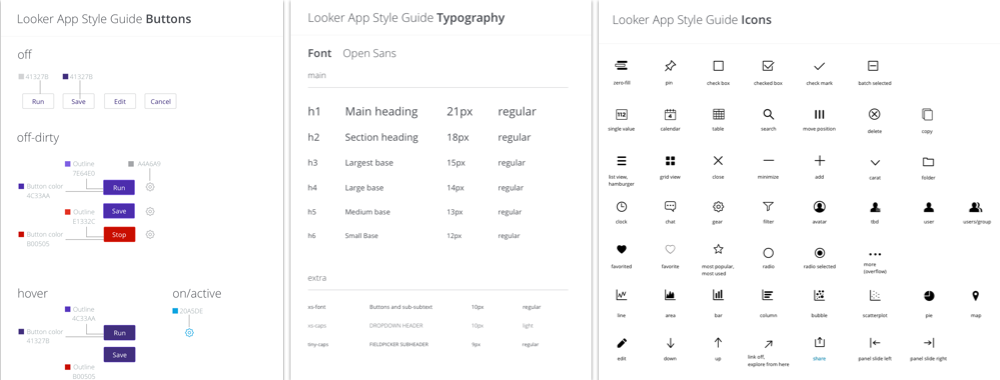 Looker App Style Guide Buttons
off
41327B
41327B
Run
Save
Edit
Cancel
off-dirty
Outline
7E64E0
A4A6A9
Button color
4C33AA
Run
Outline
E1332C
Save
Button color
B00505
Stop
hover
on/active
Outline
4C33AA
20A5DE
Button color
41327B
Run
Save
Outline
B00505
Looker App Style Guide Typography
Font Open Sans
main
h1 Main heading 21px regular
h2 Section heading 18px regular
h3 Largest base 15px regular
h4 Large base 14px regular
h5 Medium base 13px regular
h6 Small Base 12px regular
extra
xs-font Buttons and sub-subtext 10px regular
xs-caps DROPDOWN HEADER 10px light
tiny-caps FIELDPICKER SUBHEADER 9px regular
Looker App Style Guide Icons
zero-fill
pin
check box
checked box
check mark
batch selected
112
4
single value
calendar
table
search
move position
delete
copy
list view,
hamburger
grid view
close
minimize
add
carat
folder
clock
chat
gear
filter
avatar
tbd
user
users/group
favorited
favorite
most popular,
most used
radio
radio selected
more
(overflow)
line
area
bar
column
bubble
scatterplot
pie
map
edit
down
up
link off,
explore from here
share
panel slide left
panel slide right